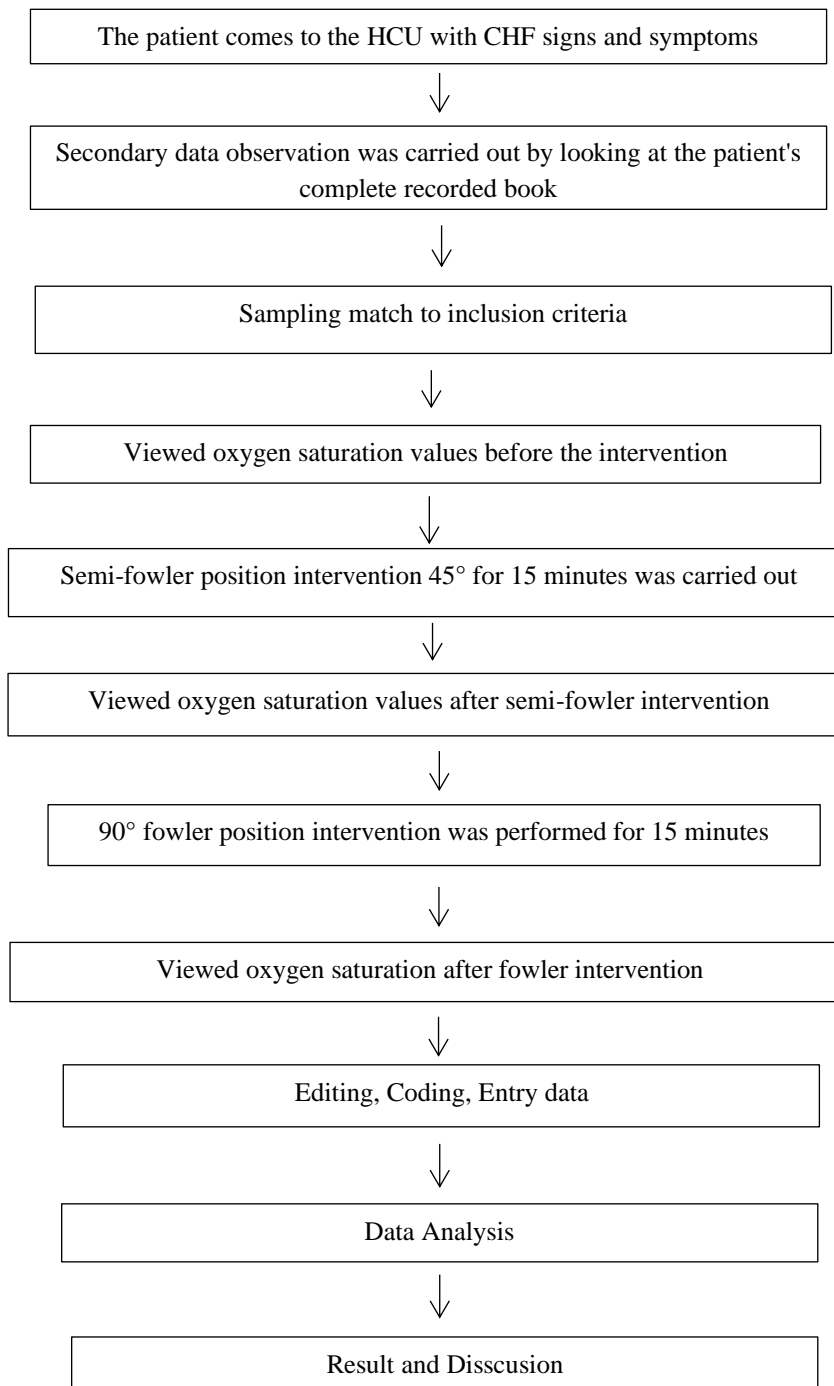 The patient comes to the HCU with CHF signs and symptoms
Secondary data observation was carried out by looking at the patient's
complete recorded book
Sampling match to inclusion criteria
Viewed oxygen saturation values before the intervention
Semi-fowler position intervention 45° for 15 minutes was carried out
Viewed oxygen saturation values after semi-fowler intervention
90° fowler position intervention was performed for 15 minutes
Viewed oxygen saturation after fowler intervention
Editing, Coding, Entry data
Data Analysis
Result and Disscusion